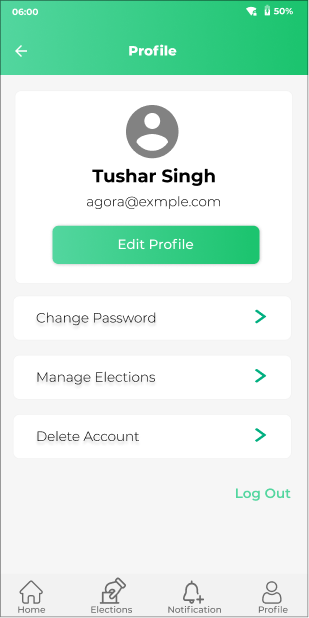 06:00
50%
Profile
Tushar Singh
agora@exmple.com
Edit Profile
Change Password
Manage Elections
Delete Account
Log Out
Home
Elections
Notification
Profile